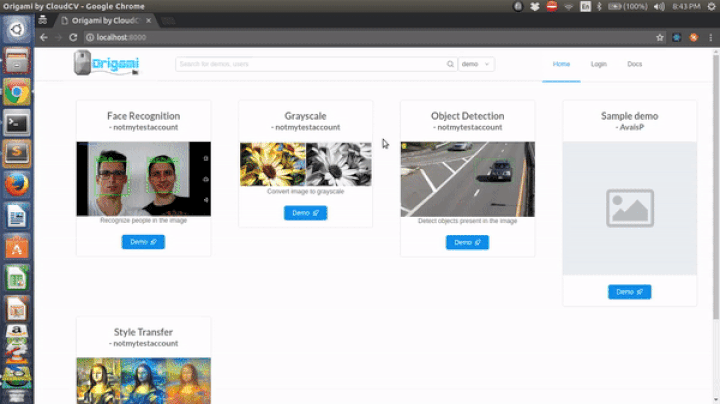 Origami by CloudCV - Google Chrome
En
(100%)
8:43 PM
Origami by CloudCV
localhost:8000
Origami
Search for demos, users
demo
Home
Login
Docs
Face Recognition
- notmytestaccount
Recognize people in the image
Demo
Grayscale
- notmytestaccount
Convert image to grayscale
Demo
Object Detection
- notmytestaccount
Detect objects present in the image
Demo
Sample demo
- AvaisP
Demo
Style Transfer
- notmytestaccount